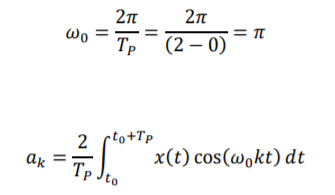 ω₀ = 2π / T_P = 2π / (2 − 0) = π
a_k = 2 / T_P ∫_{t₀}^{t₀+T_P} x(t) cos(ω₀kt) dt